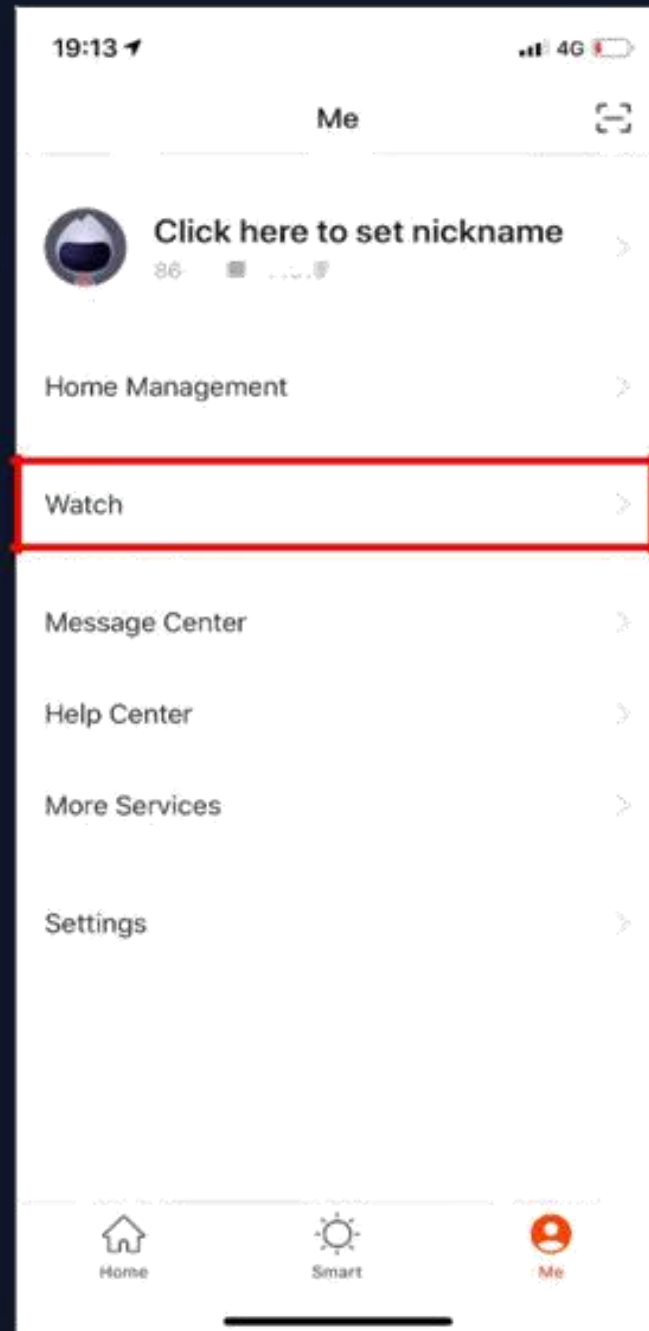 19:13
4G
Me
Click here to set nickname
86-
Home Management
Watch
Message Center
Help Center
More Services
Settings
Home Smart Me